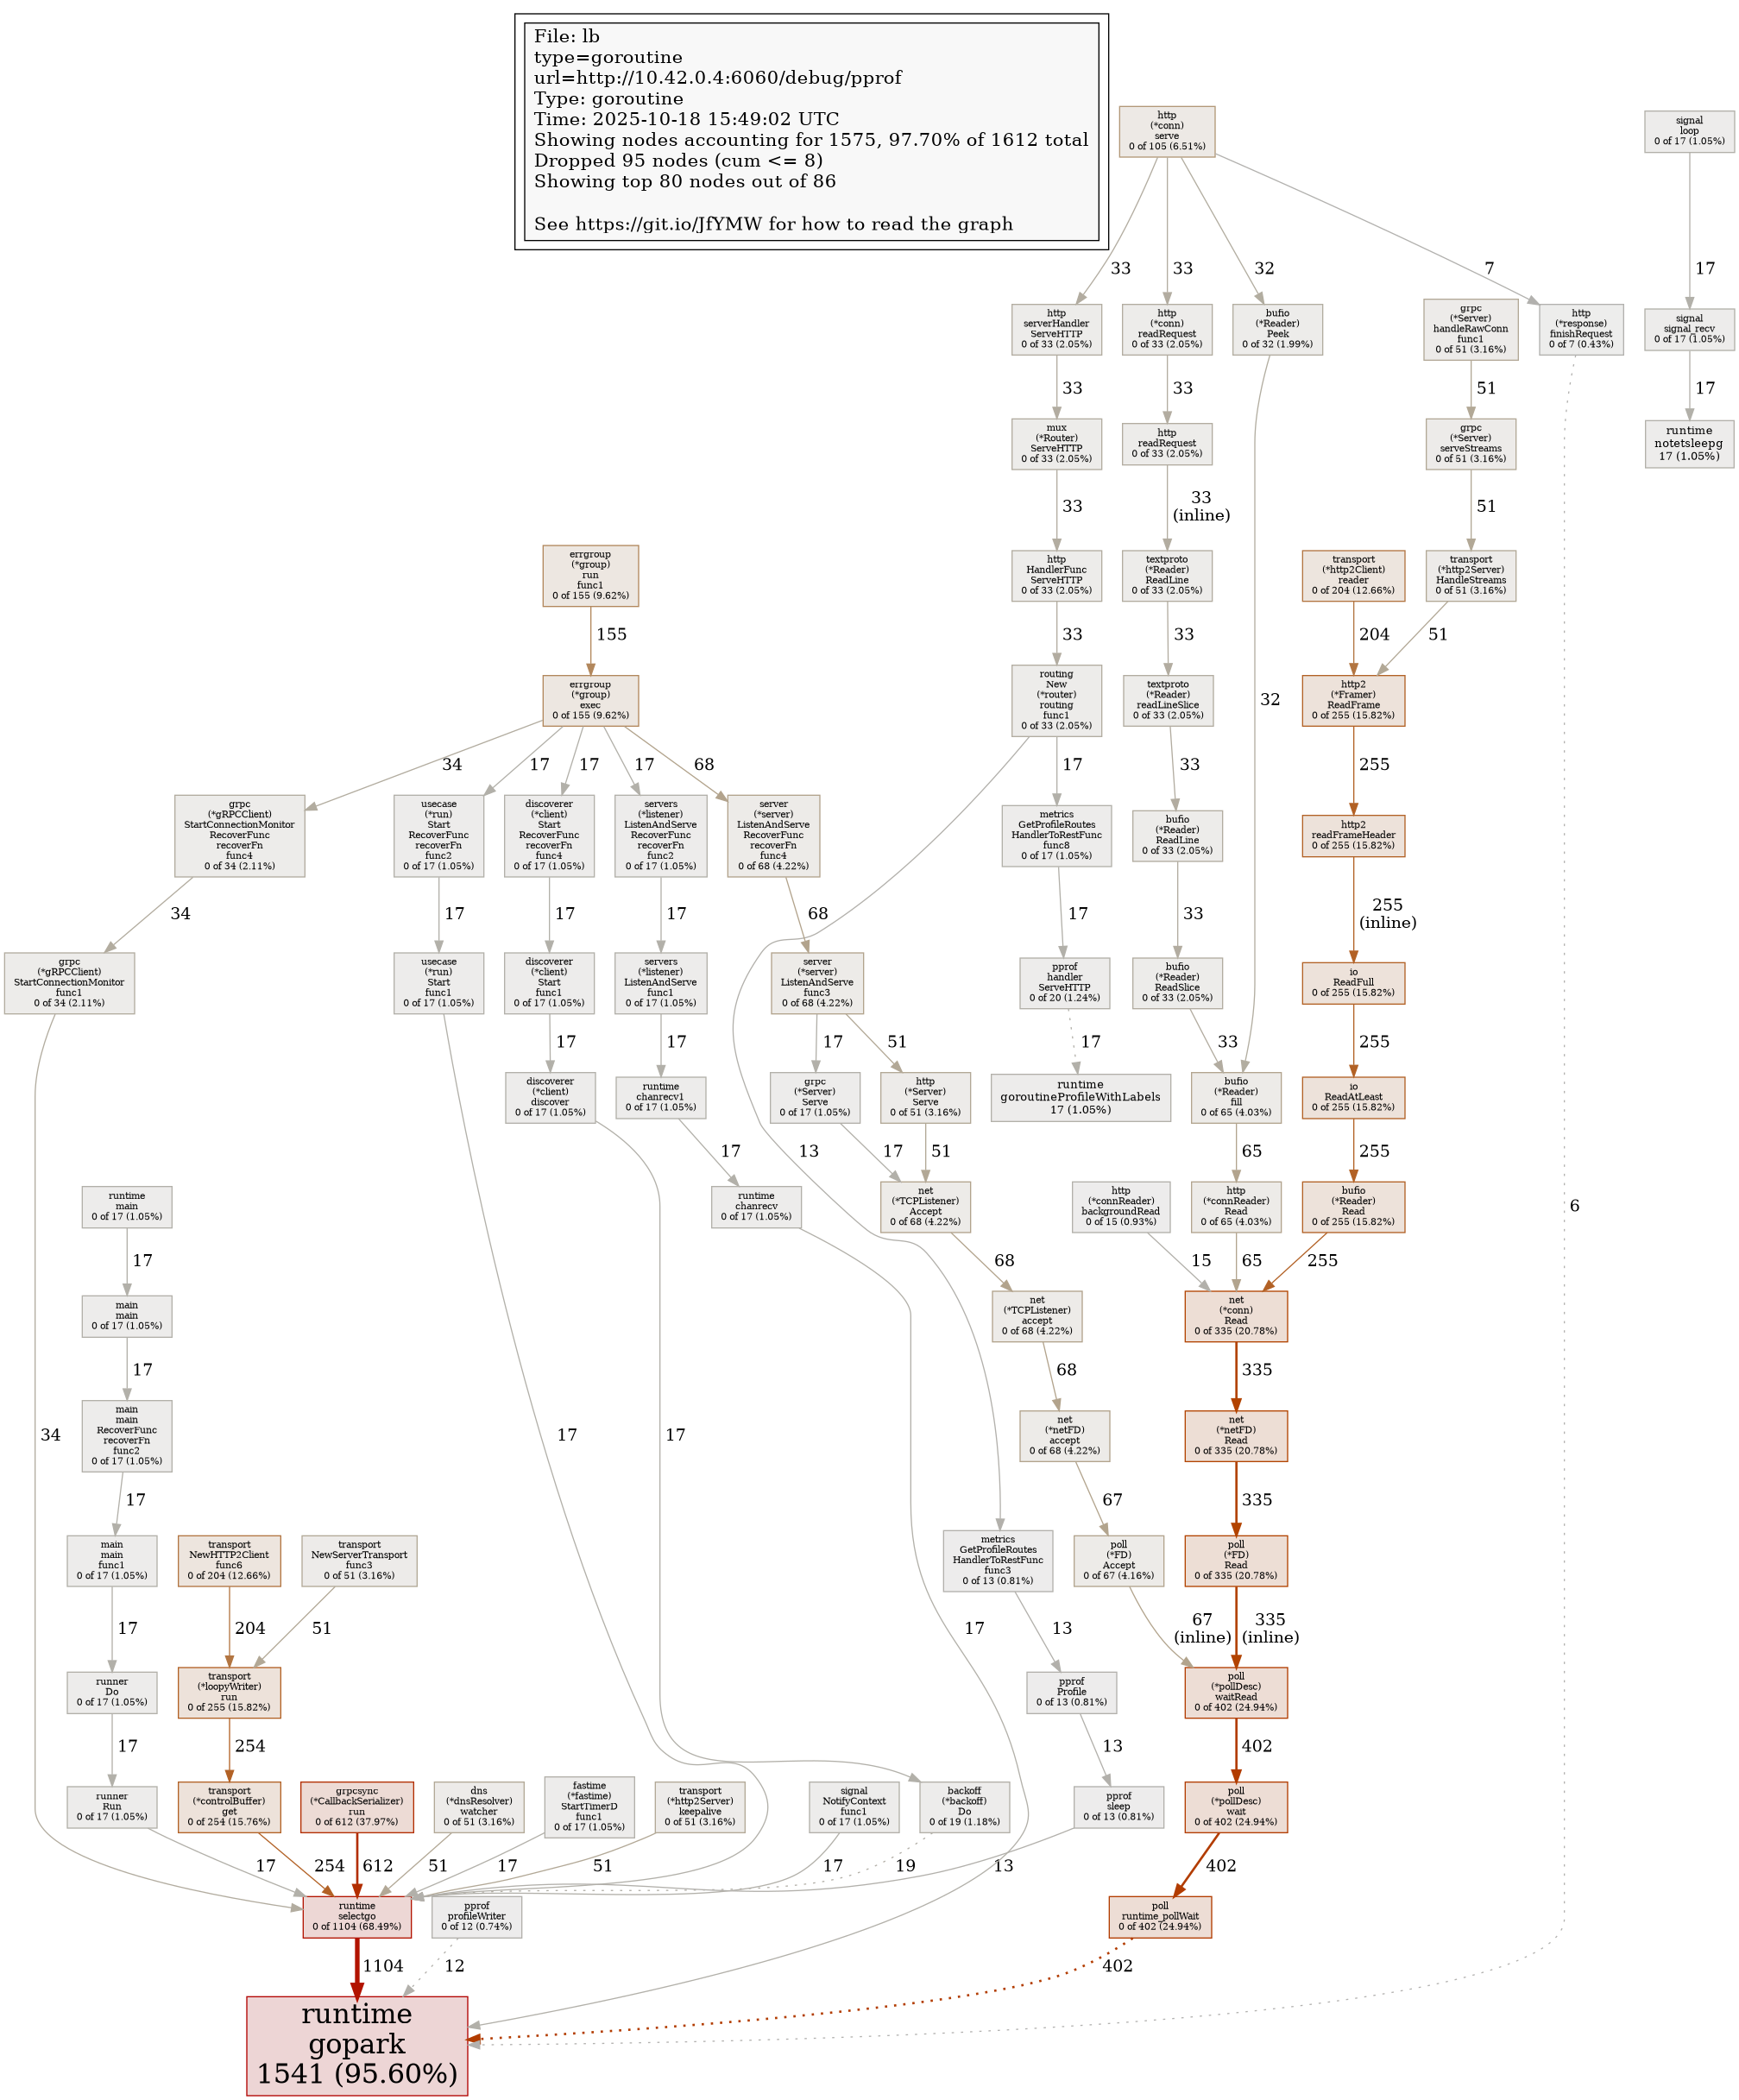 File: lb
type=goroutine
url=http://10.42.0.4:6060/debug/pprof
Type: goroutine
Time: 2025-10-18 15:49:02 UTC
Showing nodes accounting for 1575, 97.70% of 1612 total
Dropped 95 nodes (cum <= 8)
Showing top 80 nodes out of 86
See https://git.io/JfYMW for how to read the graph
http
(*conn)
serve
0 of 105 (6.51%)
signal
loop
0 of 17 (1.05%)
33
33
32
7
17
http
serverHandler
ServeHTTP
0 of 33 (2.05%)
http
(*conn)
readRequest
0 of 33 (2.05%)
bufio
(*Reader)
Peek
0 of 32 (1.99%)
grpc
(*Server)
handleRawConn
func1
0 of 51 (3.16%)
http
(*response)
finishRequest
0 of 7 (0.43%)
signal
signal_recv
0 of 17 (1.05%)
33
33
51
17
mux
(*Router)
ServeHTTP
0 of 33 (2.05%)
http
readRequest
0 of 33 (2.05%)
grpc
(*Server)
serveStreams
0 of 51 (3.16%)
runtime
notetsleepg
17 (1.05%)
33
33
(inline)
51
errgroup
(*group)
run
func1
0 of 155 (9.62%)
http
HandlerFunc
ServeHTTP
0 of 33 (2.05%)
textproto
(*Reader)
ReadLine
0 of 33 (2.05%)
transport
(*http2Client)
reader
0 of 204 (12.66%)
transport
(*http2Server)
HandleStreams
0 of 51 (3.16%)
155
33
33
204
51
errgroup
(*group)
exec
0 of 155 (9.62%)
routing
New
(*router)
routing
func1
0 of 33 (2.05%)
textproto
(*Reader)
readLineSlice
0 of 33 (2.05%)
32
http2
(*Framer)
ReadFrame
0 of 255 (15.82%)
34
17
17
17
68
17
33
255
grpc
(*gRPCClient)
StartConnectionMonitor
RecoverFunc
recoverFn
func4
0 of 34 (2.11%)
usecase
(*run)
Start
RecoverFunc
recoverFn
func2
0 of 17 (1.05%)
discoverer
(*client)
Start
RecoverFunc
recoverFn
func4
0 of 17 (1.05%)
servers
(*listener)
ListenAndServe
RecoverFunc
recoverFn
func2
0 of 17 (1.05%)
server
(*server)
ListenAndServe
RecoverFunc
recoverFn
func4
0 of 68 (4.22%)
metrics
GetProfileRoutes
HandlerToRestFunc
func8
0 of 17 (1.05%)
bufio
(*Reader)
ReadLine
0 of 33 (2.05%)
http2
readFrameHeader
0 of 255 (15.82%)
34
17
17
17
68
17
33
255
(inline)
grpc
(*gRPCClient)
StartConnectionMonitor
func1
0 of 34 (2.11%)
usecase
(*run)
Start
func1
0 of 17 (1.05%)
discoverer
(*client)
Start
func1
0 of 17 (1.05%)
servers
(*listener)
ListenAndServe
func1
0 of 17 (1.05%)
server
(*server)
ListenAndServe
func3
0 of 68 (4.22%)
pprof
handler
ServeHTTP
0 of 20 (1.24%)
bufio
(*Reader)
ReadSlice
0 of 33 (2.05%)
io
ReadFull
0 of 255 (15.82%)
17
17
17
51
17
33
255
discoverer
(*client)
discover
0 of 17 (1.05%)
runtime
chanrecv1
0 of 17 (1.05%)
grpc
(*Server)
Serve
0 of 17 (1.05%)
http
(*Server)
Serve
0 of 51 (3.16%)
runtime
goroutineProfileWithLabels
17 (1.05%)
bufio
(*Reader)
fill
0 of 65 (4.03%)
io
ReadAtLeast
0 of 255 (15.82%)
17
13
17
51
65
255
runtime
main
0 of 17 (1.05%)
runtime
chanrecv
0 of 17 (1.05%)
net
(*TCPListener)
Accept
0 of 68 (4.22%)
http
(*connReader)
backgroundRead
0 of 15 (0.93%)
http
(*connReader)
Read
0 of 65 (4.03%)
bufio
(*Reader)
Read
0 of 255 (15.82%)
6
17
68
15
65
255
main
main
0 of 17 (1.05%)
net
(*TCPListener)
accept
0 of 68 (4.22%)
net
(*conn)
Read
0 of 335 (20.78%)
17
68
335
34
main
main
RecoverFunc
recoverFn
func2
0 of 17 (1.05%)
17
17
net
(*netFD)
accept
0 of 68 (4.22%)
net
(*netFD)
Read
0 of 335 (20.78%)
17
67
335
main
main
func1
0 of 17 (1.05%)
transport
NewHTTP2Client
func6
0 of 204 (12.66%)
transport
NewServerTransport
func3
0 of 51 (3.16%)
metrics
GetProfileRoutes
HandlerToRestFunc
func3
0 of 13 (0.81%)
poll
(*FD)
Accept
0 of 67 (4.16%)
poll
(*FD)
Read
0 of 335 (20.78%)
17
204
51
17
13
67
(inline)
335
(inline)
runner
Do
0 of 17 (1.05%)
transport
(*loopyWriter)
run
0 of 255 (15.82%)
pprof
Profile
0 of 13 (0.81%)
poll
(*pollDesc)
waitRead
0 of 402 (24.94%)
17
254
13
402
runner
Run
0 of 17 (1.05%)
transport
(*controlBuffer)
get
0 of 254 (15.76%)
grpcsync
(*CallbackSerializer)
run
0 of 612 (37.97%)
dns
(*dnsResolver)
watcher
0 of 51 (3.16%)
fastime
(*fastime)
StartTimerD
func1
0 of 17 (1.05%)
transport
(*http2Server)
keepalive
0 of 51 (3.16%)
signal
NotifyContext
func1
0 of 17 (1.05%)
backoff
(*backoff)
Do
0 of 19 (1.18%)
pprof
sleep
0 of 13 (0.81%)
poll
(*pollDesc)
wait
0 of 402 (24.94%)
17
254
612
51
17
51
17
19
13
402
runtime
selectgo
0 of 1104 (68.49%)
pprof
profileWriter
0 of 12 (0.74%)
poll
runtime_pollWait
0 of 402 (24.94%)
1104
12
402
runtime
gopark
1541 (95.60%)